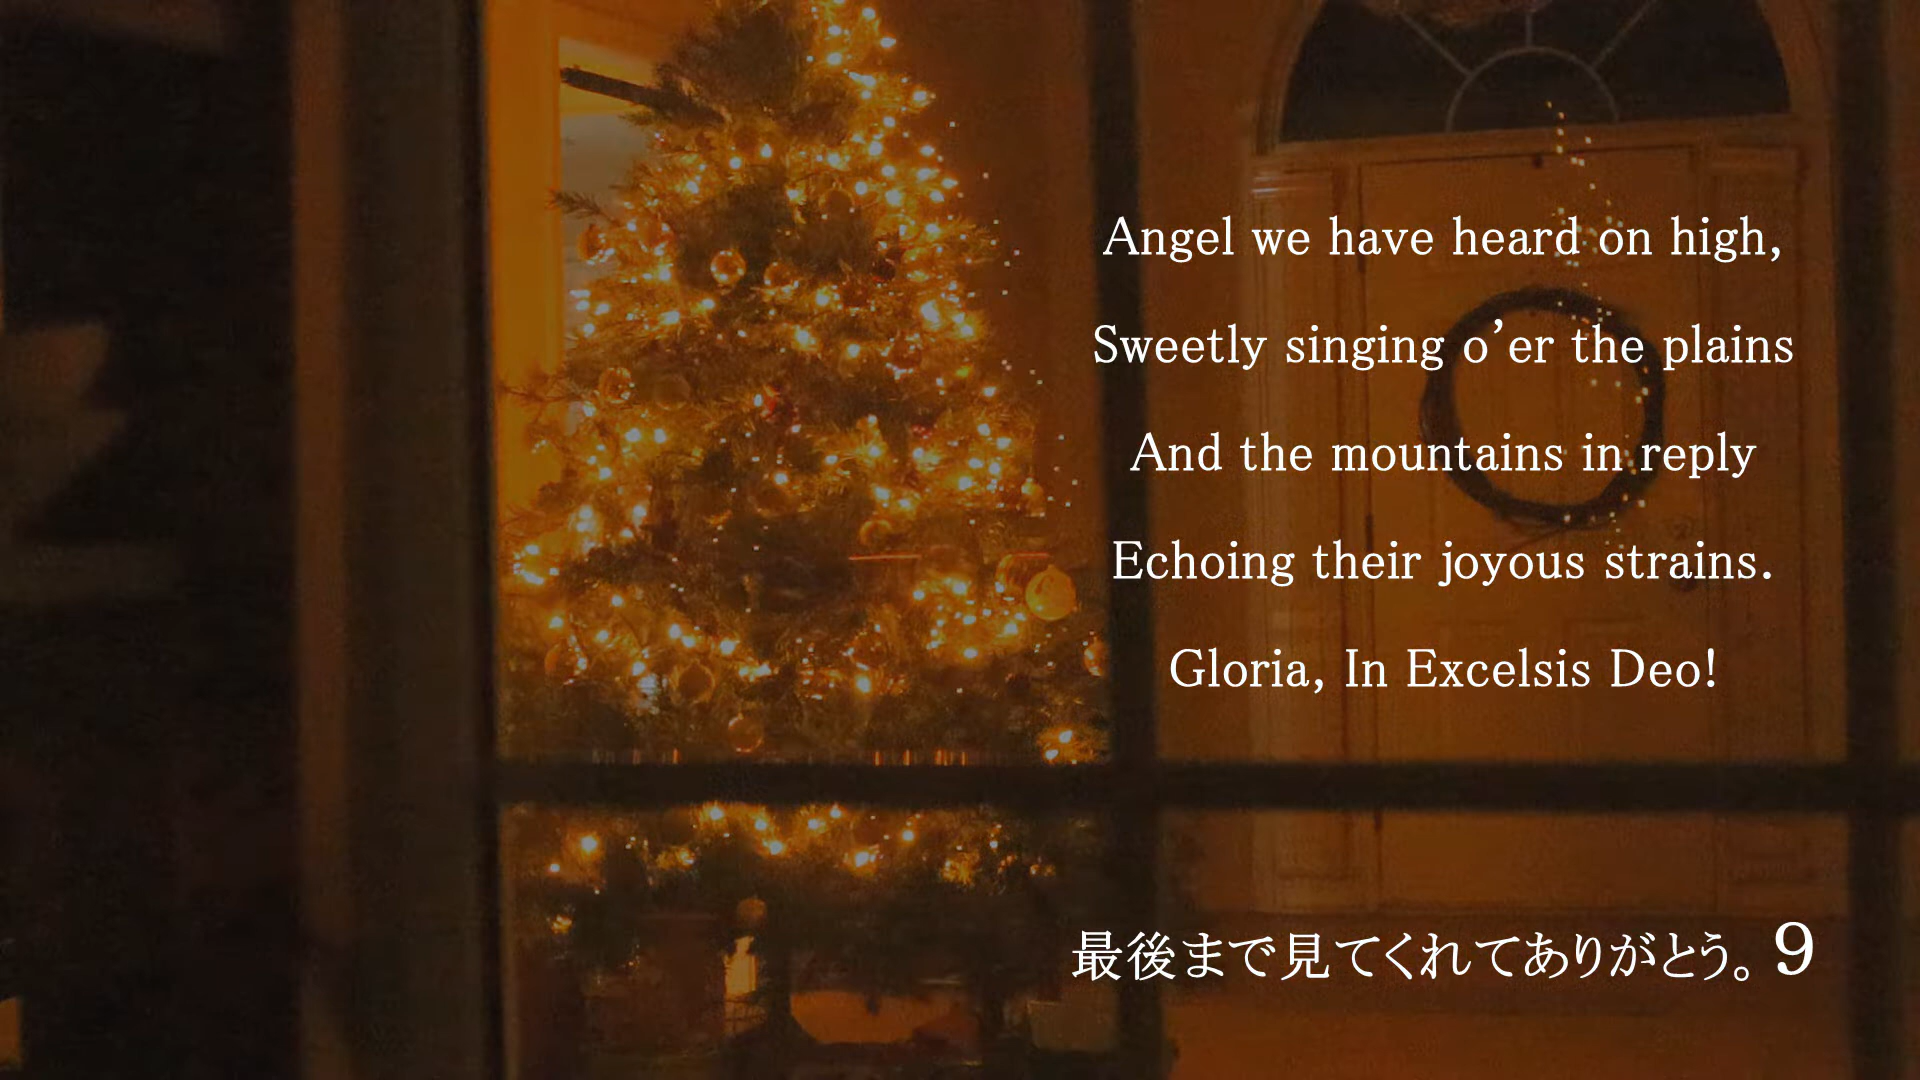 Angel we have heard on high,
Sweetly singing o’er the plains
And the mountains in reply
Echoing their joyous strains.
Gloria, In Excelsis Deo!
最後まで見てくれてありがとう。9